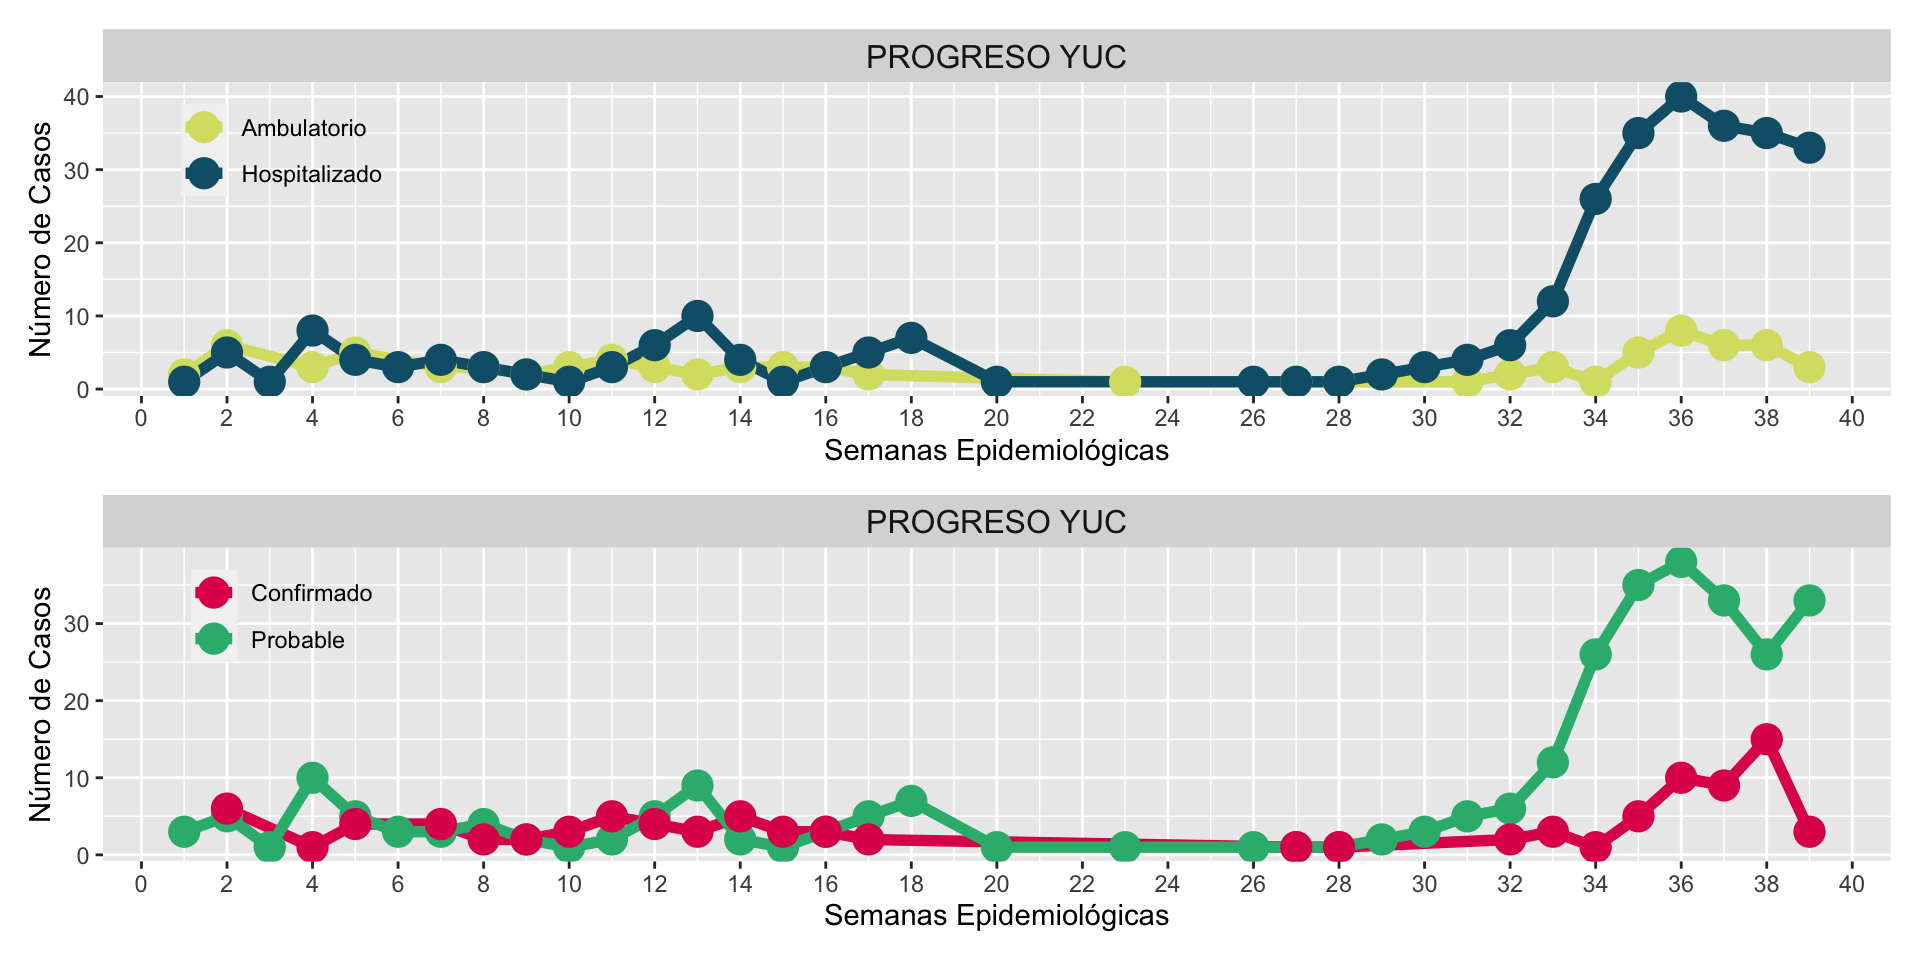 PROGRESO YUC
Número de Casos
40
30
20
10
0
Ambulatorio
Hospitalizado
0 2 4 6 8 10 12 14 16 18 20 22 24 26 28 30 32 34 36 38 40
Semanas Epidemiológicas
PROGRESO YUC
Número de Casos
30
20
10
0
Confirmado
Probable
0 2 4 6 8 10 12 14 16 18 20 22 24 26 28 30 32 34 36 38 40
Semanas Epidemiológicas